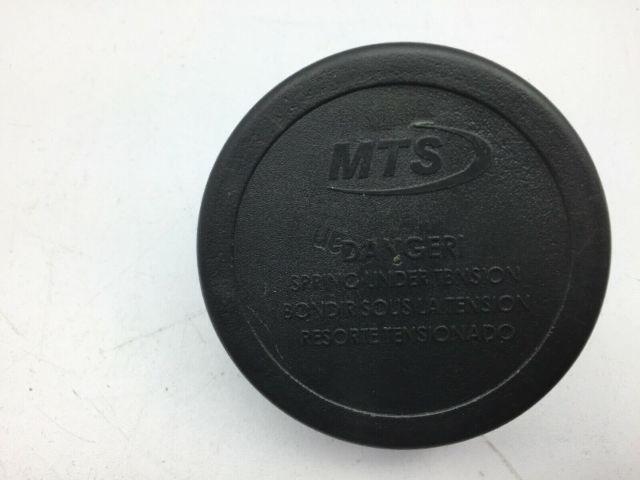 MTS
DANGER!
SPRING UNDER TENSION
BONDIR SOUS LA TENSION
RESORTE TENSIONADO